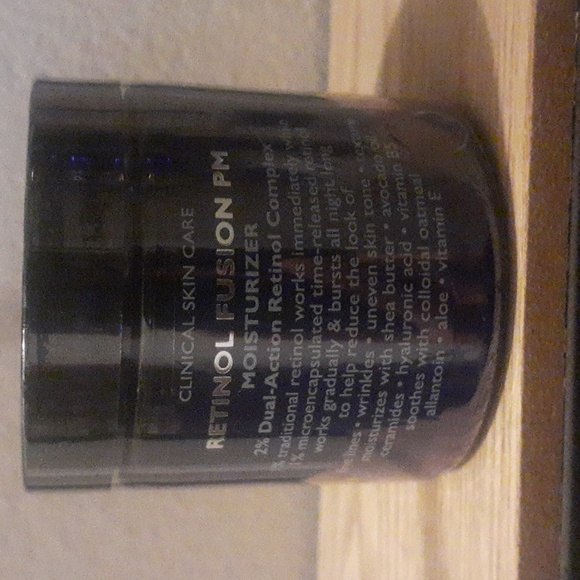 CLINICAL SKIN CARE
RETINOL FUSION PM
MOISTURIZER
2% Dual-Action Retinol Complex
traditional retinol works immediately while
1% microencapsulated time-released retinol
works gradually & bursts all night long
to help reduce the look of
lines • wrinkles • uneven skin tone •
moisturizes with shea butter • avocado
ceramides • hyaluronic acid • vitamin B5
soothes with colloidal oatmeal
allantoin • aloe • vitamin E